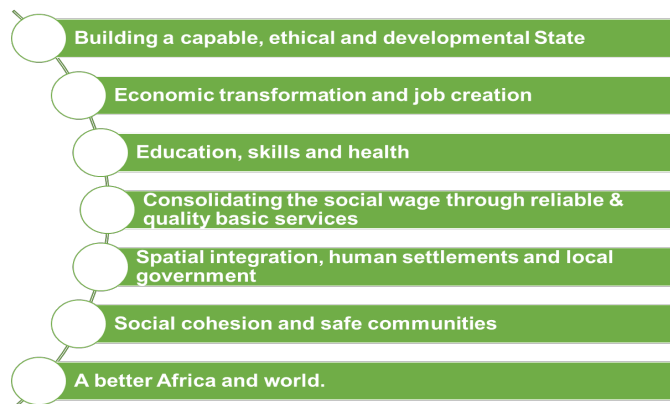 Building a capable, ethical and developmental State
Economic transformation and job creation
Education, skills and health
Consolidating the social wage through reliable &
quality basic services
Spatial integration, human settlements and local
government
Social cohesion and safe communities
A better Africa and world.